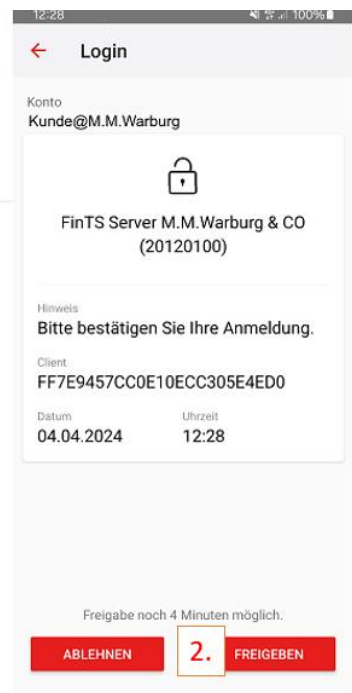 12:28 100%
Login
Konto
Kunde@M.M.Warburg
FinTS Server M.M.Warburg & CO
(20120100)
Hinweis
Bitte bestätigen Sie Ihre Anmeldung.
Client
FF7E9457CC0E10ECC305E4ED0
Datum Uhrzeit
04.04.2024 12:28
Freigabe noch 4 Minuten möglich.
ABLEHNEN 2. FREIGEBEN